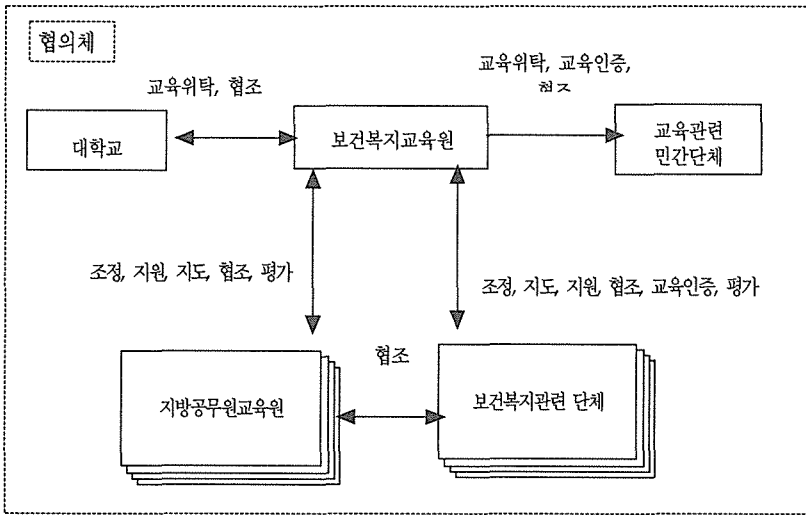 협의체
교육위탁, 협조
교육위탁, 교육인증,
협조
대학교
보건복지교육원
교육관련
민간단체
조정, 지원, 지도, 협조, 평가
조정, 지도, 지원, 협조, 교육인증, 평가
협조
지방공무원교육원
보건복지관련 단체